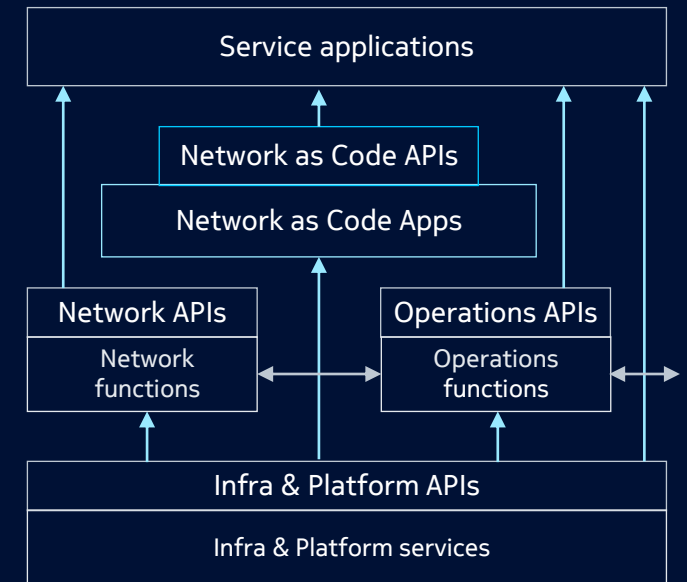 Service applications
Network as Code APIs
Network as Code Apps
Network APIs
Operations APIs
Network
functions
Operations
functions
Infra & Platform APIs
Infra & Platform services